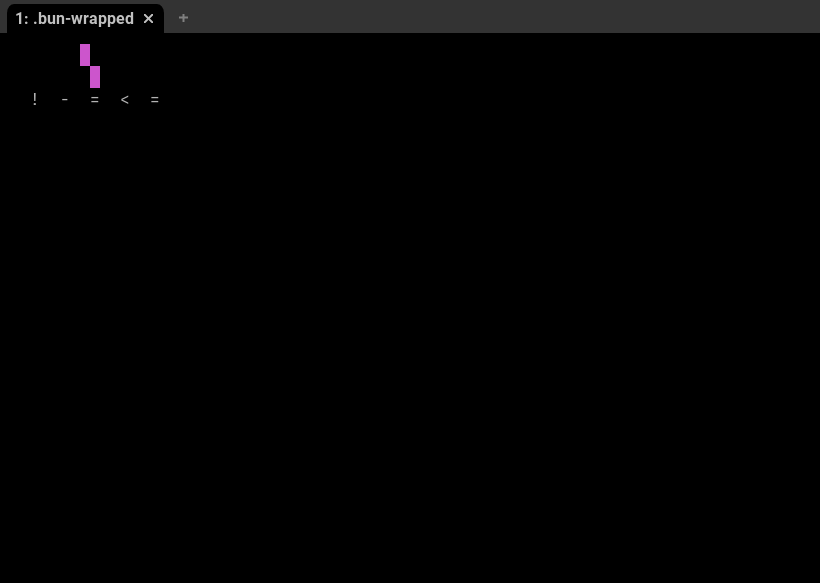 1: .bun-wrapped × +
! - = < =